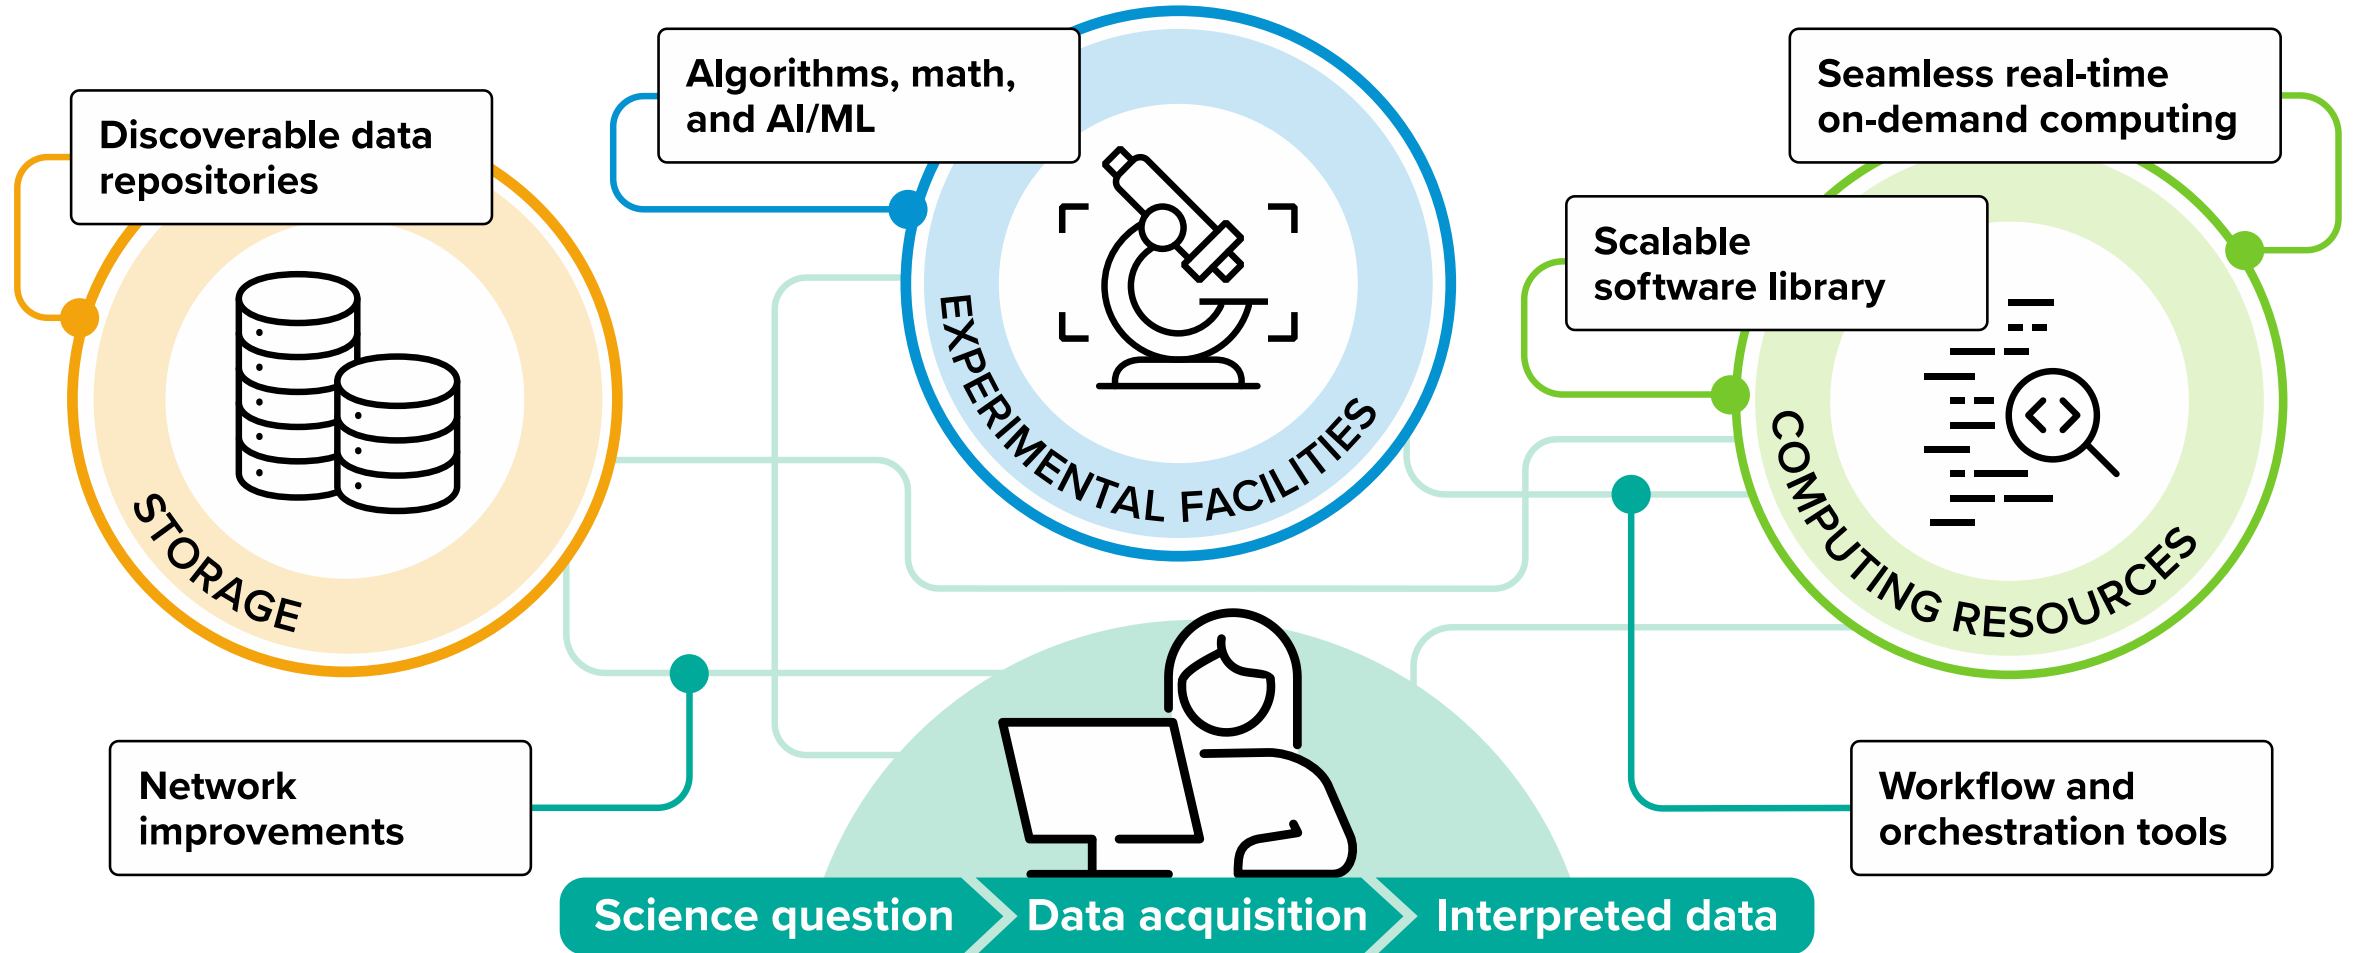 Discoverable data
repositories
STORAGE
Algorithms, math,
and AI/ML
EXPERIMENTAL FACILITIES
Seamless real-time
on-demand computing
Scalable
software library
COMPUTING RESOURCES
Network
improvements
Workflow and
orchestration tools
Science question
Data acquisition
Interpreted data